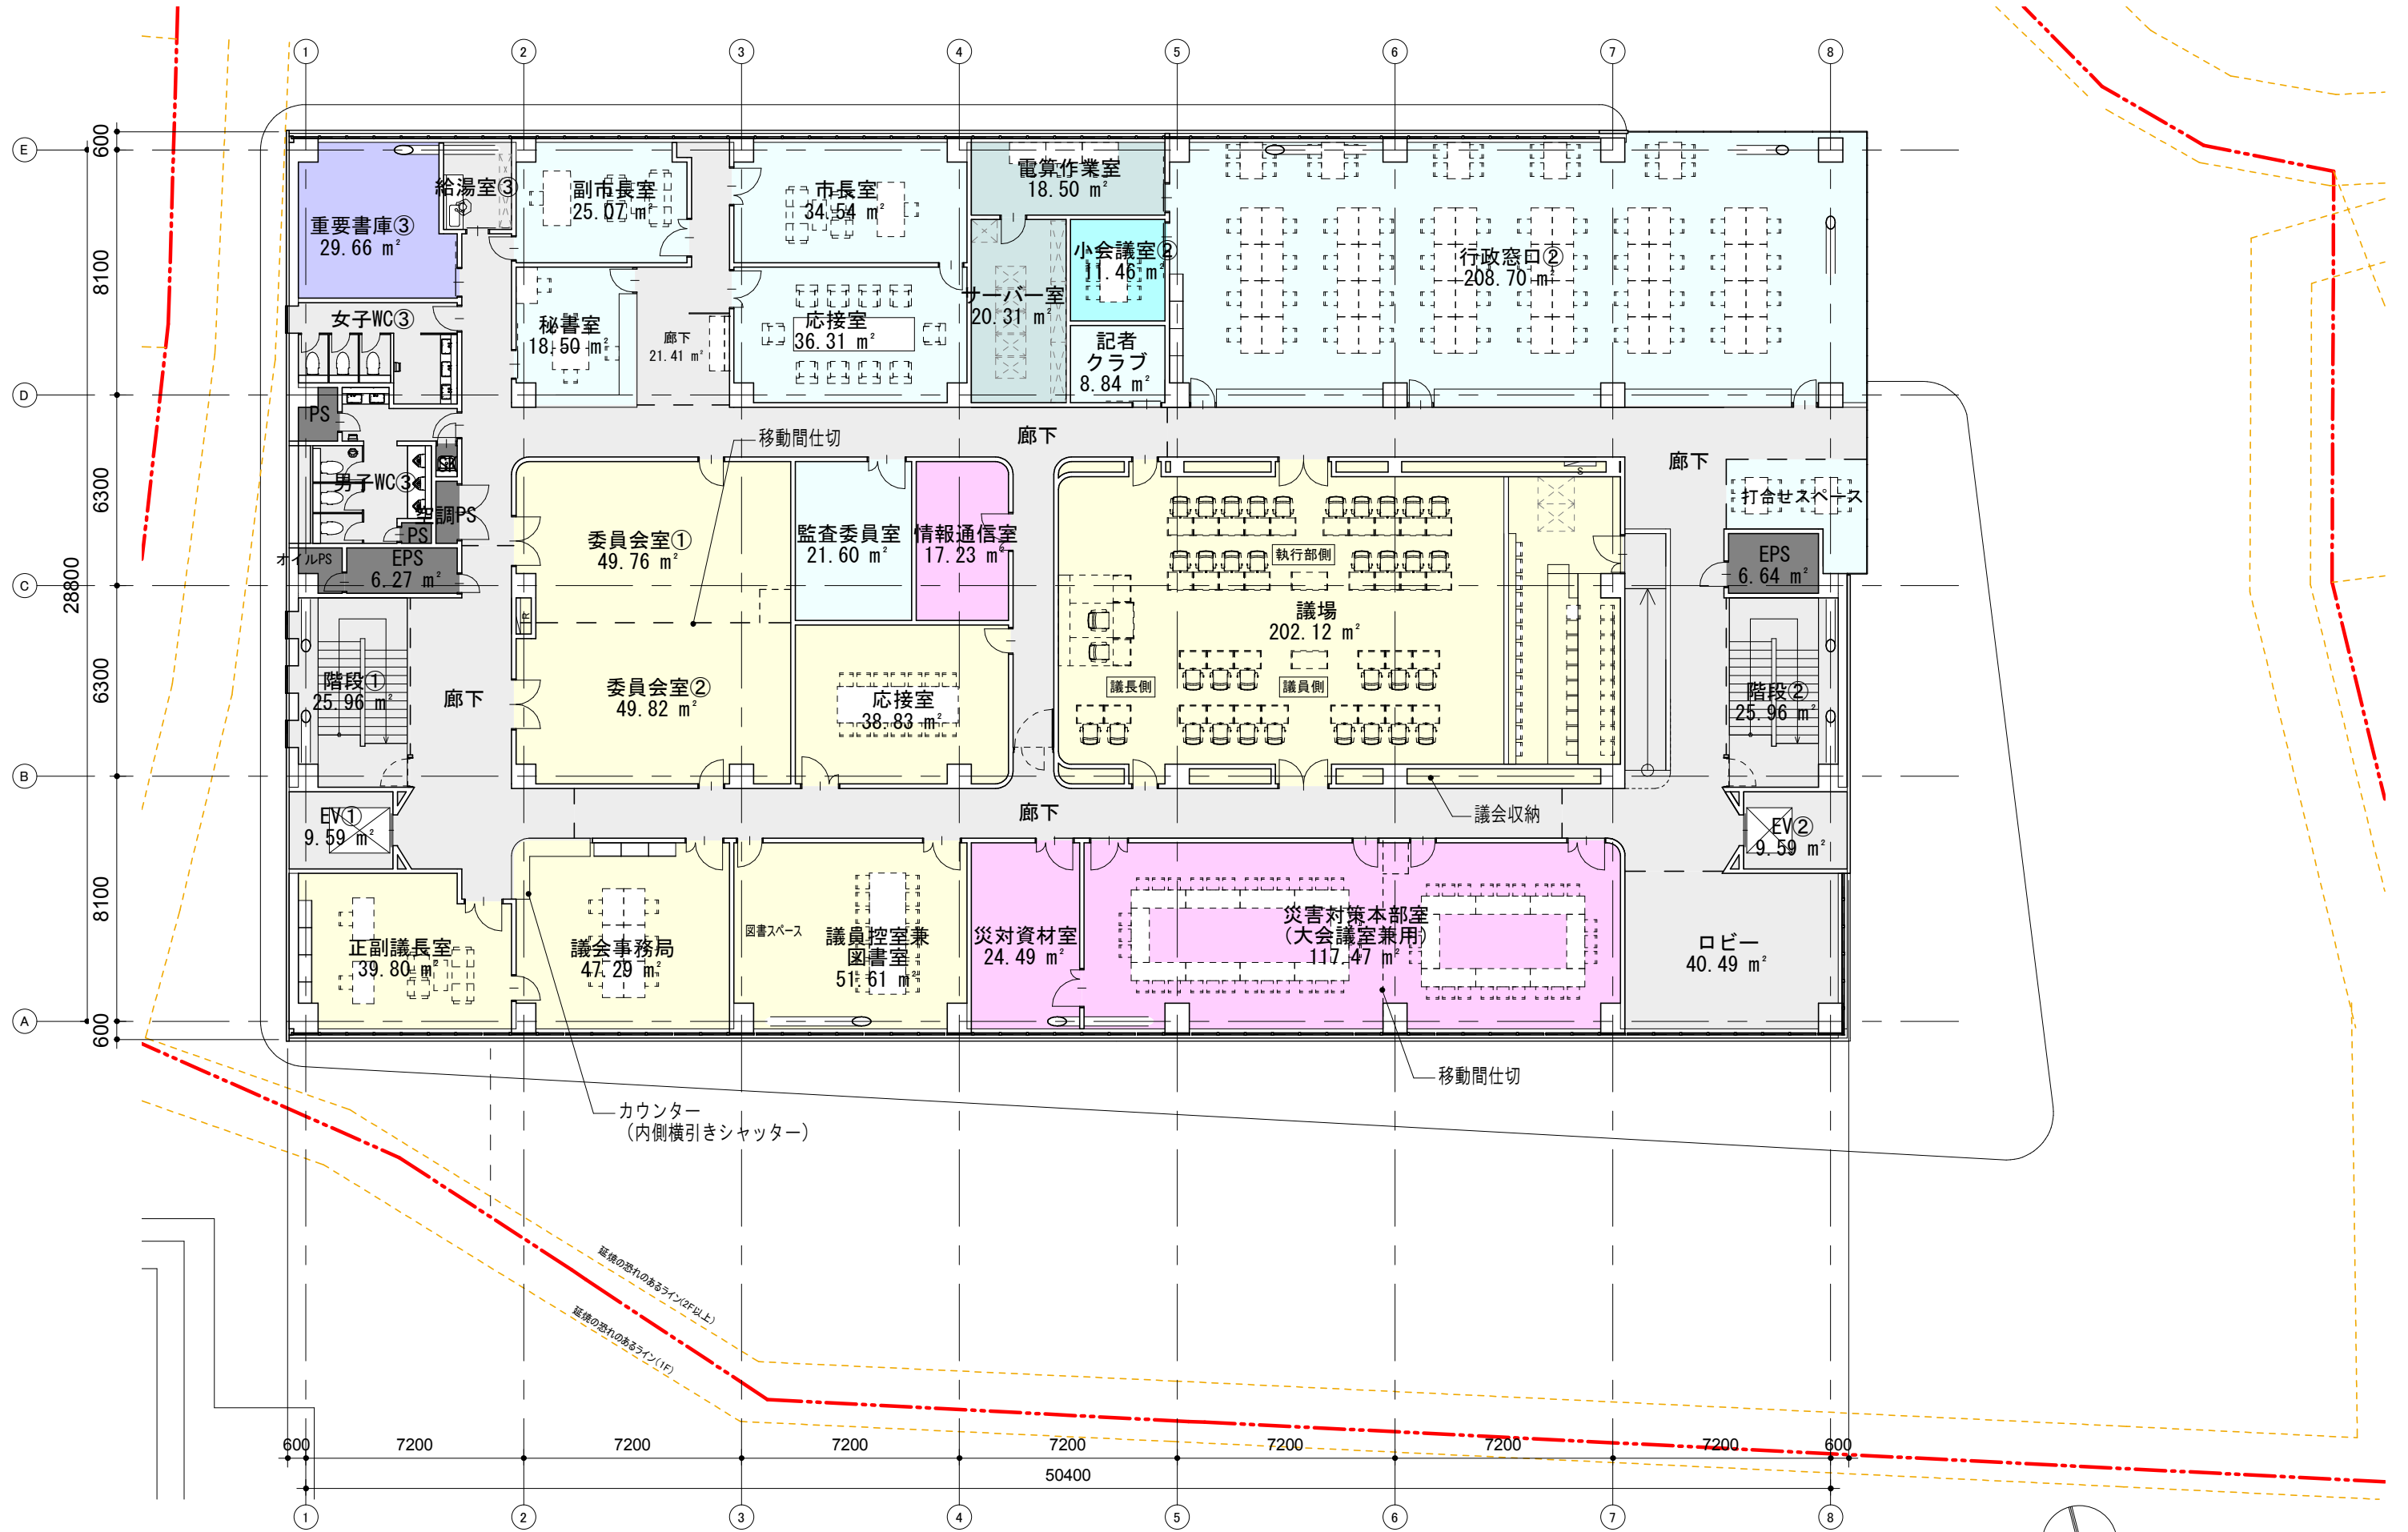 1 2 3 4 5 6 7 8
E
D
C
B
A
600
8100
6300
6300
8100
600
28800
重要書庫③
29.66 ㎡
給湯室③
副市長室
25.07 ㎡
市長室
34.54 ㎡
電算作業室
18.50 ㎡
小会議室②
11.46 ㎡
サーバー室
20.31 ㎡
記者
クラブ
8.84 ㎡
行政窓口②
208.70 ㎡
女子WC③
秘書室
18.50 ㎡
廊下
21.41 ㎡
応接室
36.31 ㎡
PS
SK
男子WC③
空調PS
PS
オイルPS
EPS
6.27 ㎡
移動間仕切
廊下
廊下
打合せスペース
EPS
6.64 ㎡
委員会室①
49.76 ㎡
監査委員室
21.60 ㎡
情報通信室
17.23 ㎡
執行部側
議場
202.12 ㎡
議長側
議員側
S
R
階段①
25.96 ㎡
廊下
委員会室②
49.82 ㎡
応接室
38.83 ㎡
階段②
25.96 ㎡
廊下
議会収納
EV①
9.59 ㎡
EV②
9.59 ㎡
正副議長室
39.80 ㎡
議会事務局
47.29 ㎡
図書スペース
議員控室兼
図書室
51.61 ㎡
災対資材室
24.49 ㎡
災害対策本部室
(大会議室兼用)
117.47 ㎡
ロビー
40.49 ㎡
移動間仕切
カウンター
(内側横引きシャッター)
延焼の恐れのあるライン(2F以上)
延焼の恐れのあるライン(1F)
600 7200 7200 7200 7200 7200 7200 7200 600
50400
1 2 3 4 5 6 7 8